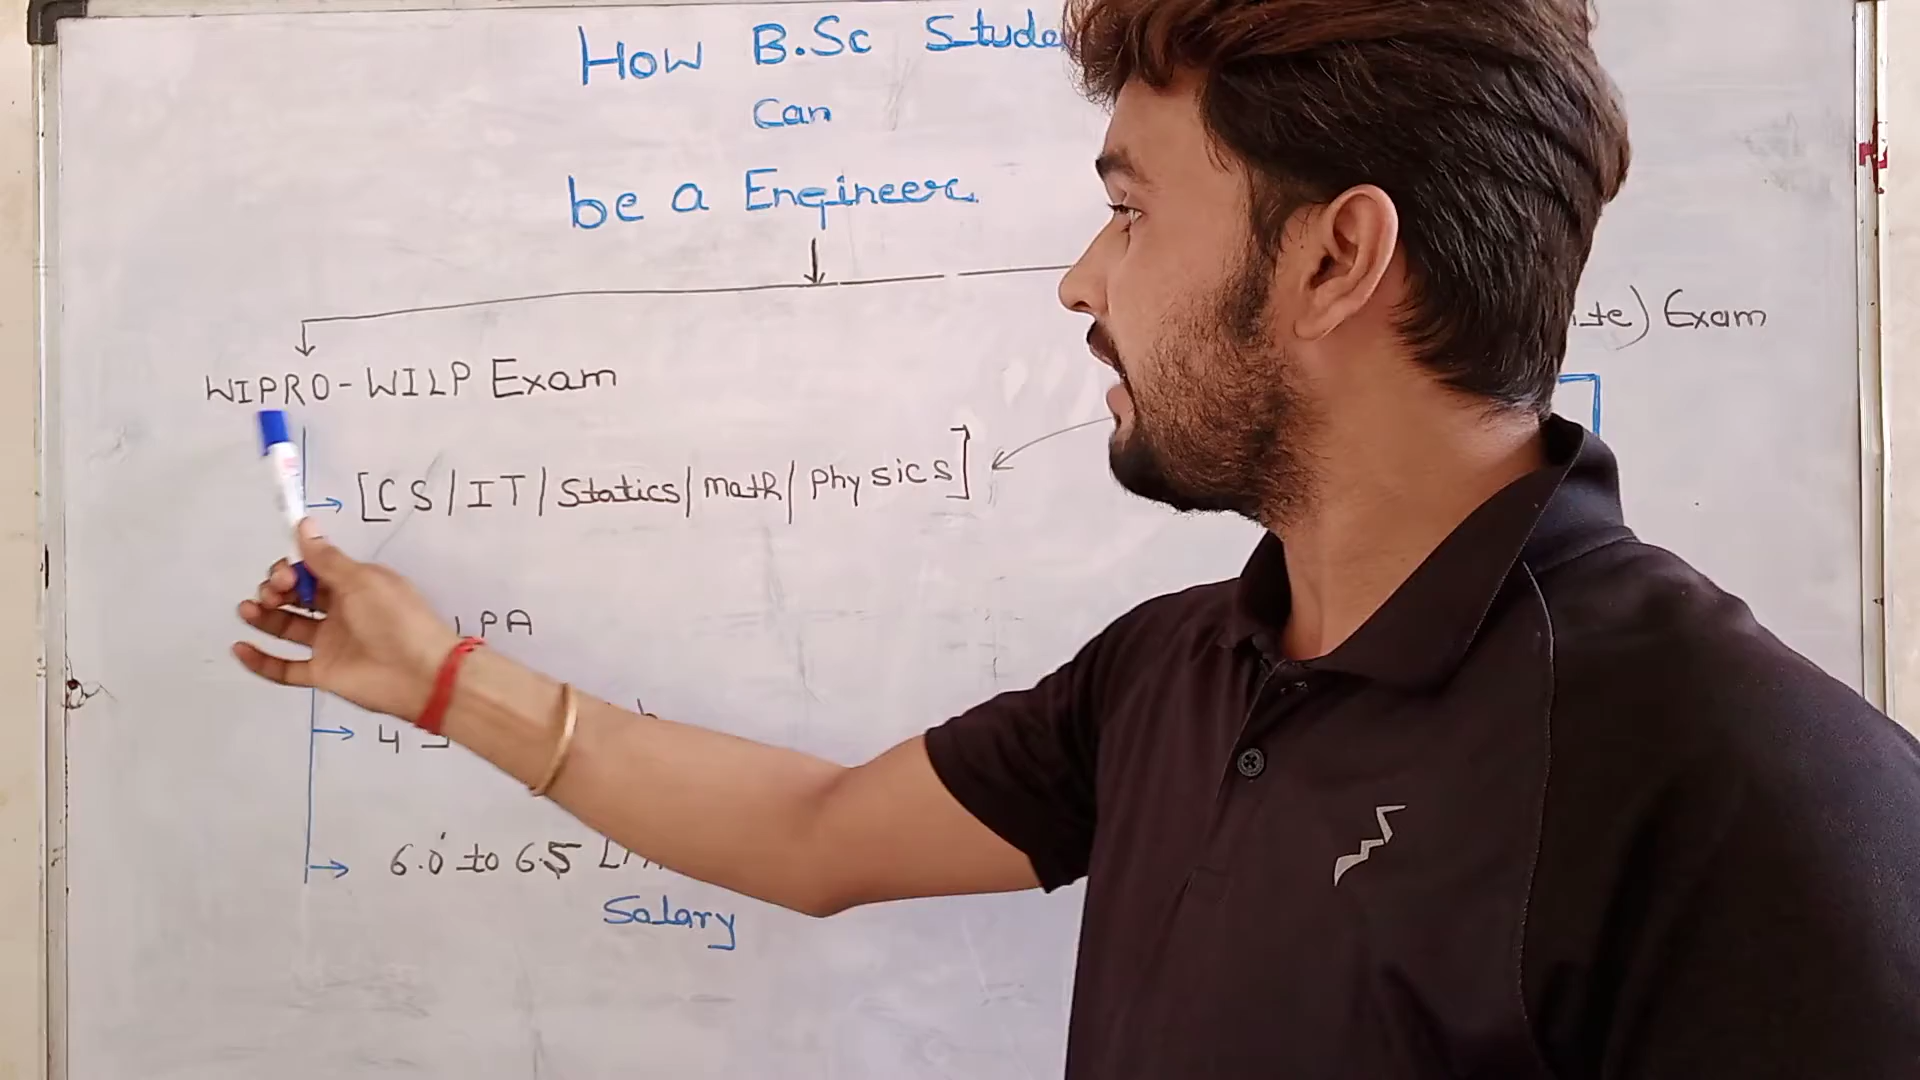 How B.Sc Stude
Can
be a Engineer
WIPRO-WILP Exam
[CS/IT/Statics/Math/Physics]
LPA
4
6.0 to 6.5
Salary
Exam